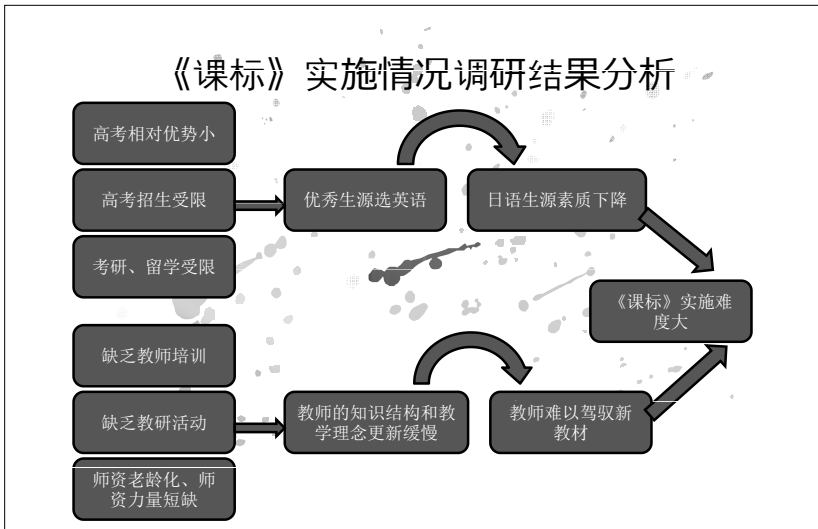 《课标》实施情况调研结果分析
高考相对优势小
高考招生受限
考研、留学受限
优秀生源选英语
日语生源素质下降
《课标》实施难
度大
缺乏教师培训
缺乏教研活动
师资老龄化、师
资力量短缺
教师的知识结构和教
学理念更新缓慢
教师难以驾驭新
教材